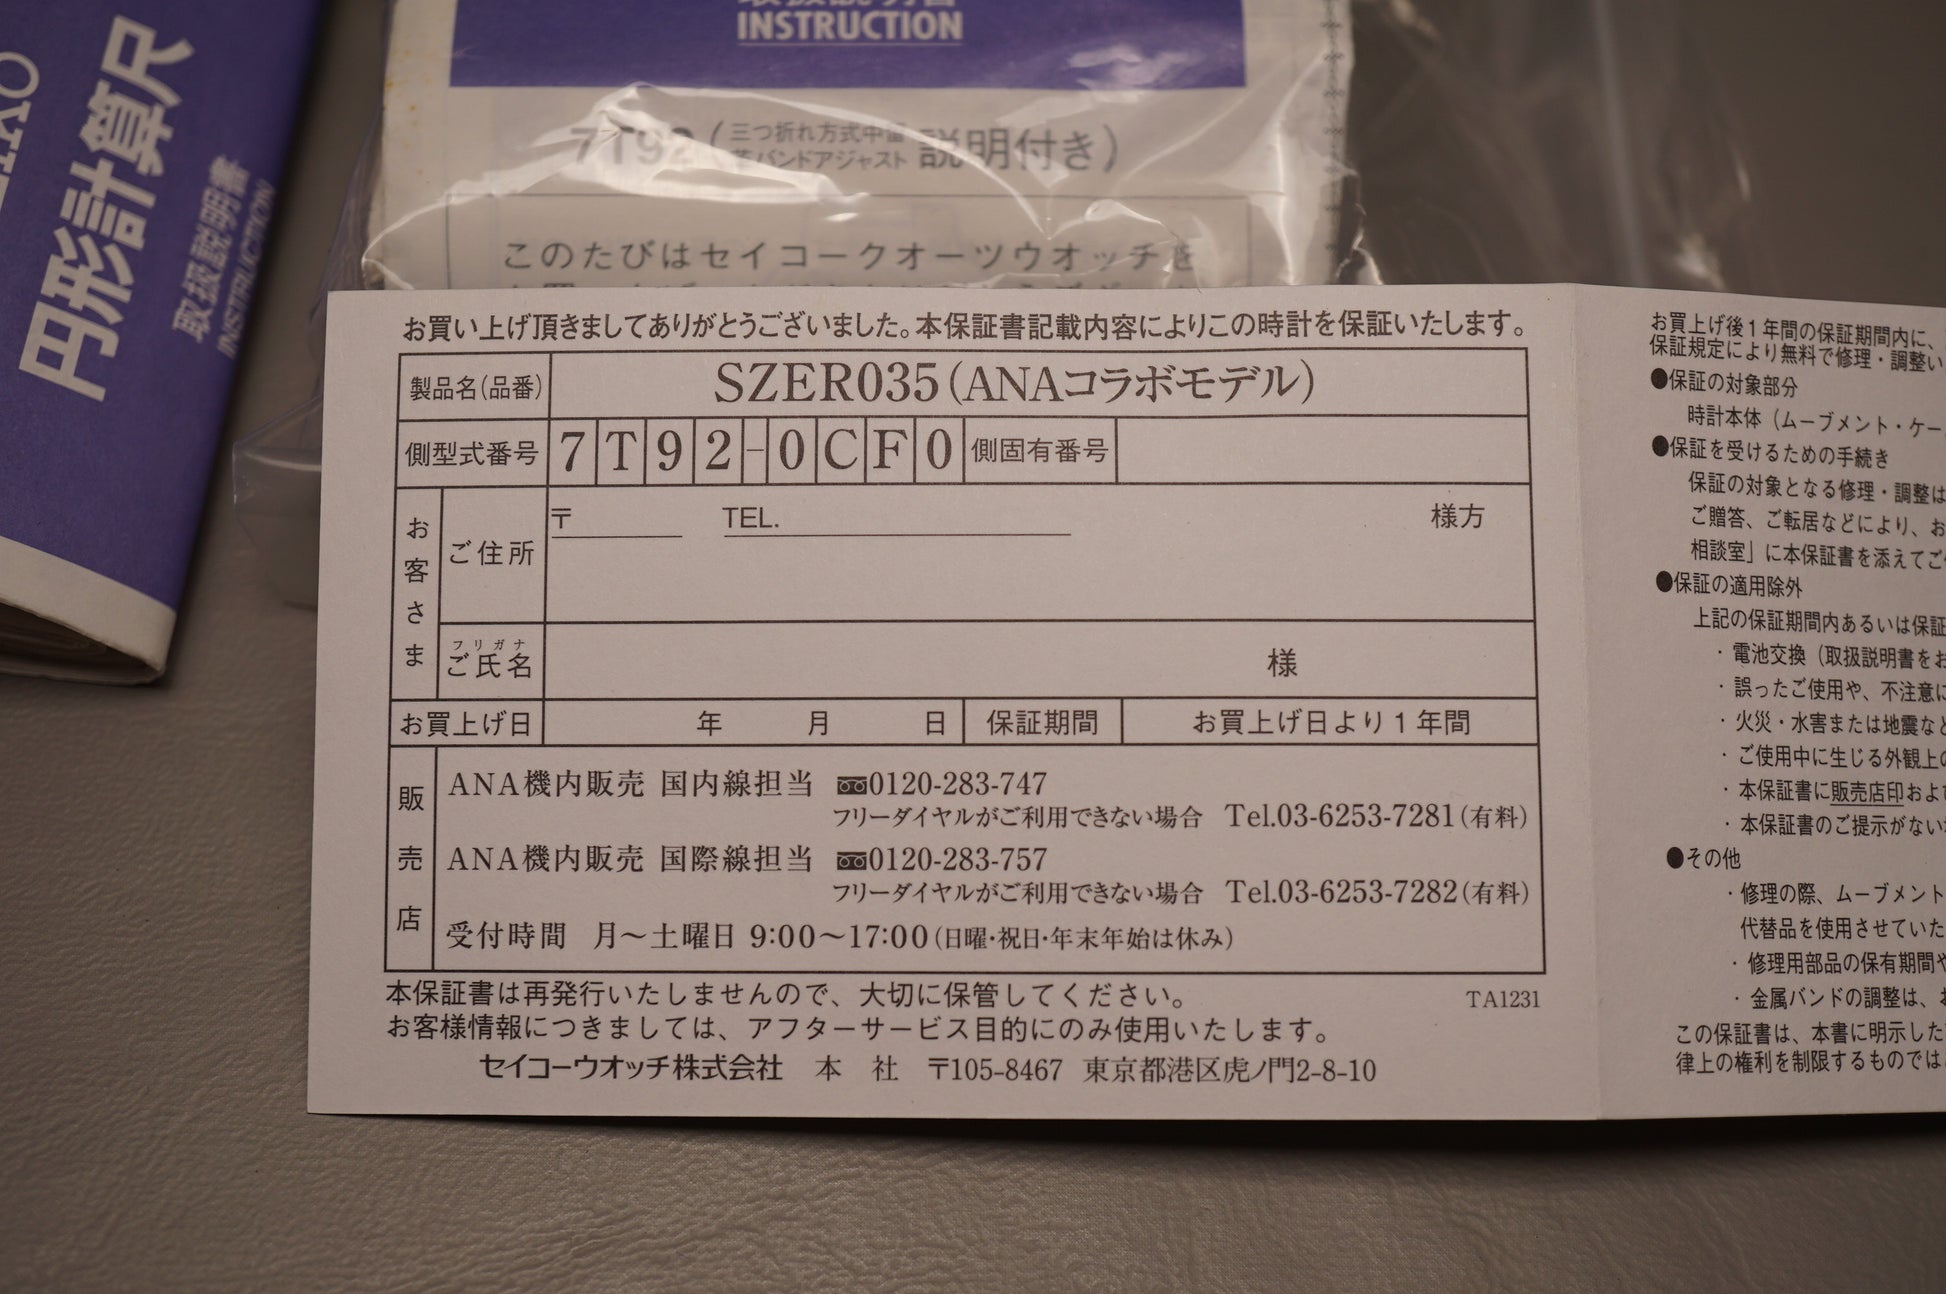 円形計算尺
取扱説明書
INSTRUCTION
INSTRUCTION
7T92(三つ折れ方式中留 バンドアジャスト 説明付き)
このたびはセイコークオーツウオッチを
お買い上げ頂きましてありがとうございました。本保証書記載内容によりこの時計を保証いたします。
製品名(品番) SZER035(ANAコラボモデル)
側型式番号 7T92-0CF0 側固有番号
お客さま
ご住所 〒 TEL. 様方
フリガナ
ご氏名 様
お買上げ日 年 月 日 保証期間 お買上げ日より1年間
販売店
ANA機内販売 国内線担当 0120-283-747
フリーダイヤルがご利用できない場合 Tel.03-6253-7281(有料)
ANA機内販売 国際線担当 0120-283-757
フリーダイヤルがご利用できない場合 Tel.03-6253-7282(有料)
受付時間 月〜土曜日 9:00〜17:00(日曜・祝日・年末年始は休み)
本保証書は再発行いたしませんので、大切に保管してください。 TA1231
お客様情報につきましては、アフターサービス目的にのみ使用いたします。
セイコーウオッチ株式会社 本 社 〒105-8467 東京都港区虎ノ門2-8-10
お買上げ後1年間の保証期間内に、
保証規定により無料で修理・調整い
●保証の対象部分
時計本体(ムーブメント・ケー
●保証を受けるための手続き
保証の対象となる修理・調整は
ご贈答、ご転居などにより、お
相談室」に本保証書を添えてご
●保証の適用除外
上記の保証期間内あるいは保証
・電池交換(取扱説明書をお
・誤ったご使用や、不注意に
・火災・水害または地震など
・ご使用中に生じる外観上の
・本保証書に販売店印およ
・本保証書のご提示がない
●その他
・修理の際、ムーブメント
代替品を使用させていた
・修理用部品の保有期間や
・金属バンドの調整は、お
この保証書は、本書に明示した
律上の権利を制限するものでは